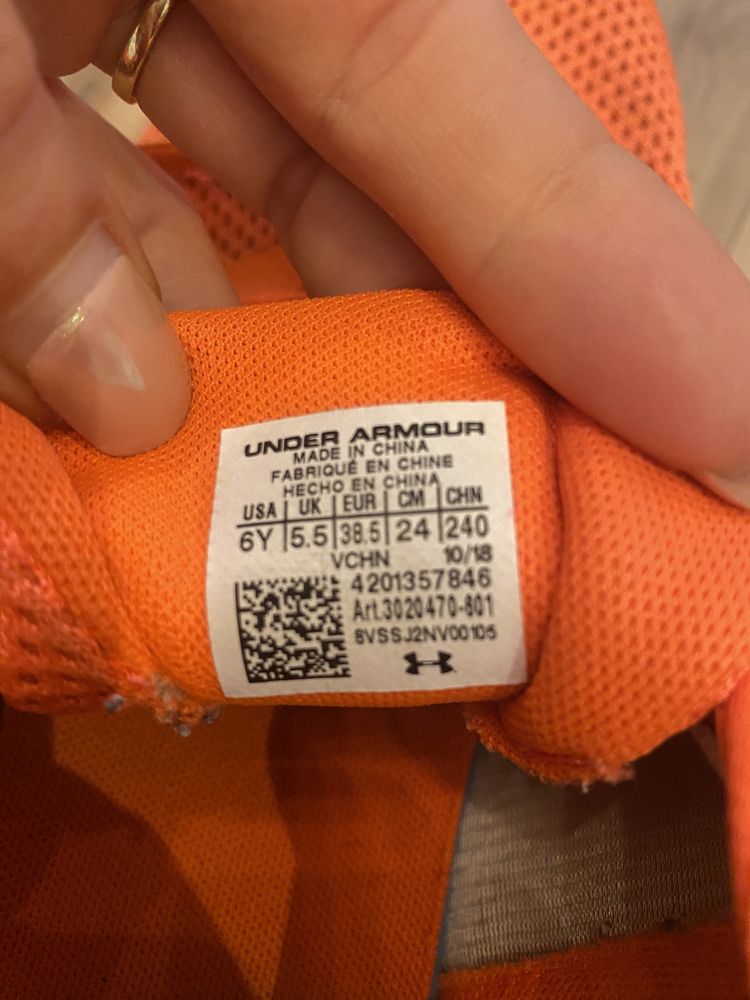 UNDER ARMOUR
MADE IN CHINA
FABRIQUÉ EN CHINE
HECHO EN CHINA
USA UK EUR CM CHN
6Y 5.5 38.5 24 240
VCHN 10/18
4201357846
Art.3020470-801
8VSSJ2NV00105